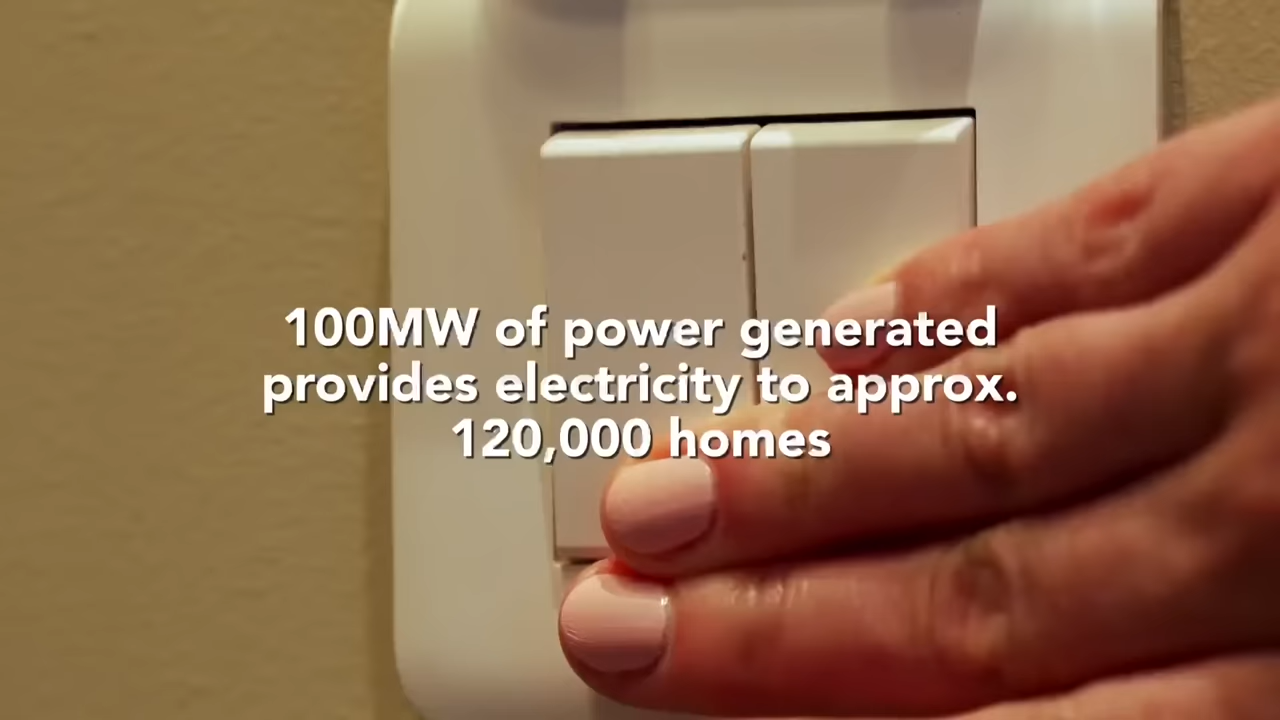 100MW of power generated
provides electricity to approx.
120,000 homes